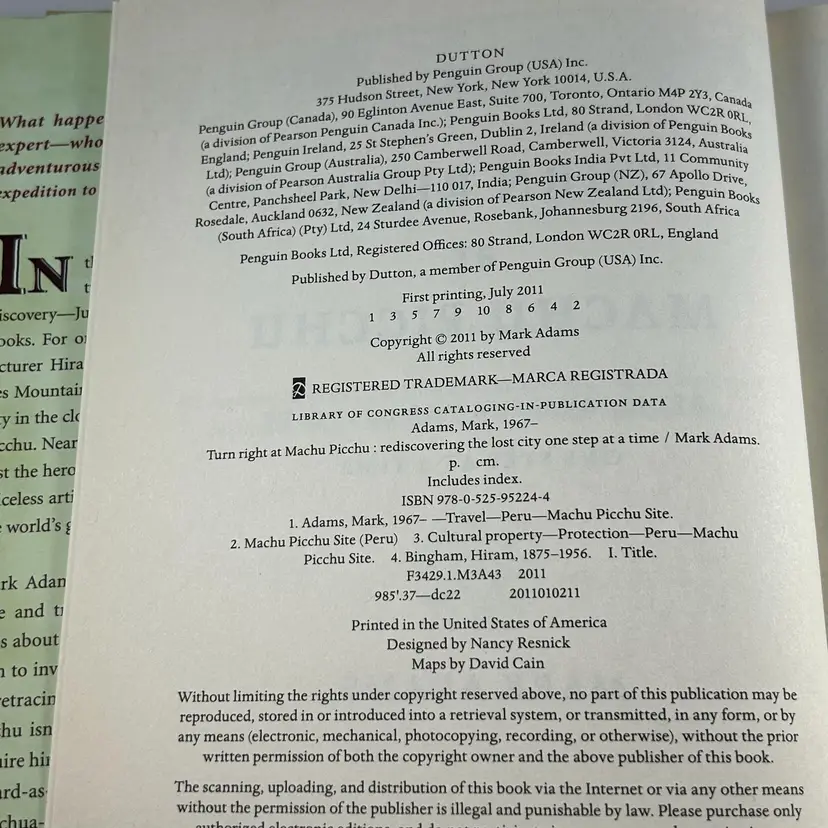 What happe
expert—who
adventurous
expedition to
IN
iscovery—Ju
ooks. For
cturer Hira
s Mountai
y in the
cchu. Near
st the hero
celess arti
world's
rk Adan
e and
s about
to inv
etracin
hu isn
uire hi
rd-as-
chua-
DUTTON
Published by Penguin Group (USA) Inc.
375 Hudson Street, New York, New York 10014, U.S.A.
Penguin Group (Canada), 90 Eglinton Avenue East, Suite 700, Toronto, Ontario M4P 2Y3, Canada
(a division of Pearson Penguin Canada Inc.); Penguin Books Ltd, 80 Strand, London WC2R 0RL,
England; Penguin Ireland, 25 St Stephen's Green, Dublin 2, Ireland (a division of Penguin Books
Ltd); Penguin Group (Australia), 250 Camberwell Road, Camberwell, Victoria 3124, Australia
(a division of Pearson Australia Group Pty Ltd); Penguin Books India Pvt Ltd, 11 Community
Centre, Panchsheel Park, New Delhi—110 017, India; Penguin Group (NZ), 67 Apollo Drive,
Rosedale, Auckland 0632, New Zealand (a division of Pearson New Zealand Ltd); Penguin Books
(South Africa) (Pty) Ltd, 24 Sturdee Avenue, Rosebank, Johannesburg 2196, South Africa
Penguin Books Ltd, Registered Offices: 80 Strand, London WC2R 0RL, England
Published by Dutton, a member of Penguin Group (USA) Inc.
First printing, July 2011
1 3 5 7 9 10 8 6 4 2
Copyright © 2011 by Mark Adams
All rights reserved
REGISTERED TRADEMARK—MARCA REGISTRADA
LIBRARY OF CONGRESS CATALOGING-IN-PUBLICATION DATA
Adams, Mark, 1967–
Turn right at Machu Picchu : rediscovering the lost city one step at a time / Mark Adams.
p. cm.
Includes index.
ISBN 978-0-525-95224-4
1. Adams, Mark, 1967– —Travel—Peru—Machu Picchu Site.
2. Machu Picchu Site (Peru) 3. Cultural property—Protection—Peru—Machu
Picchu Site. 4. Bingham, Hiram, 1875–1956. I. Title.
F3429.1.M3A43 2011
985'.37—dc22 2011010211
Printed in the United States of America
Designed by Nancy Resnick
Maps by David Cain
Without limiting the rights under copyright reserved above, no part of this publication may be
reproduced, stored in or introduced into a retrieval system, or transmitted, in any form, or by
any means (electronic, mechanical, photocopying, recording, or otherwise), without the prior
written permission of both the copyright owner and the above publisher of this book.
The scanning, uploading, and distribution of this book via the Internet or via any other means
without the permission of the publisher is illegal and punishable by law. Please purchase only